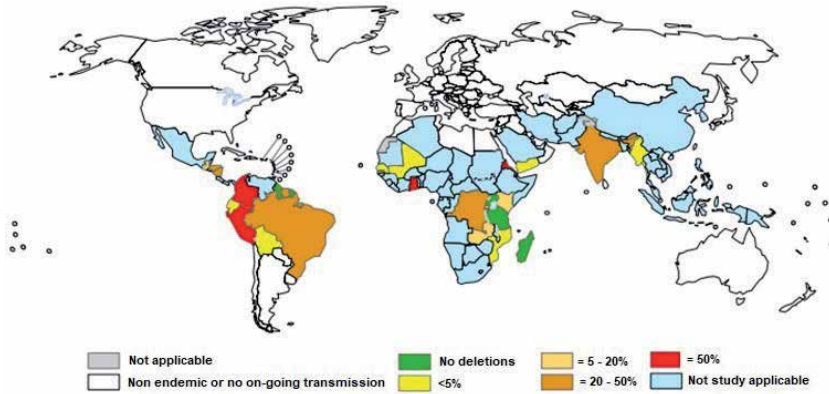 Not applicable
Non endemic or no on-going transmission
No deletions
<5%
= 5 - 20%
= 20 - 50%
= 50%
Not study applicable